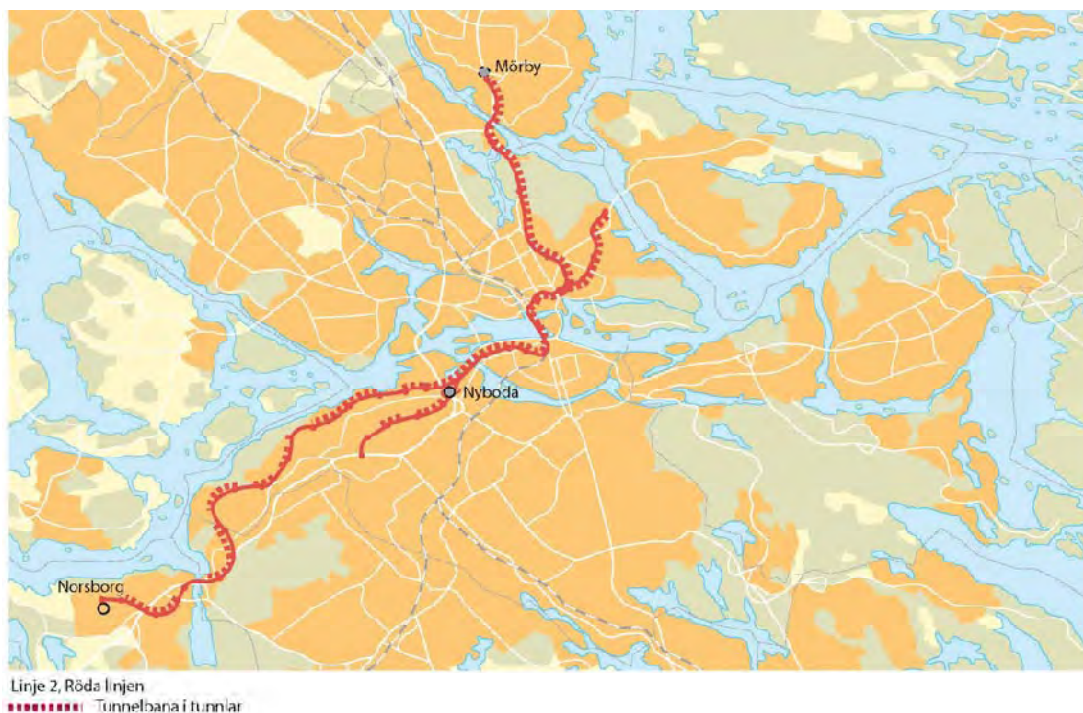 Mörby
Nyboda
Norsborg
Linje 2, Röda linjen
Tunnelbana i tunnlar